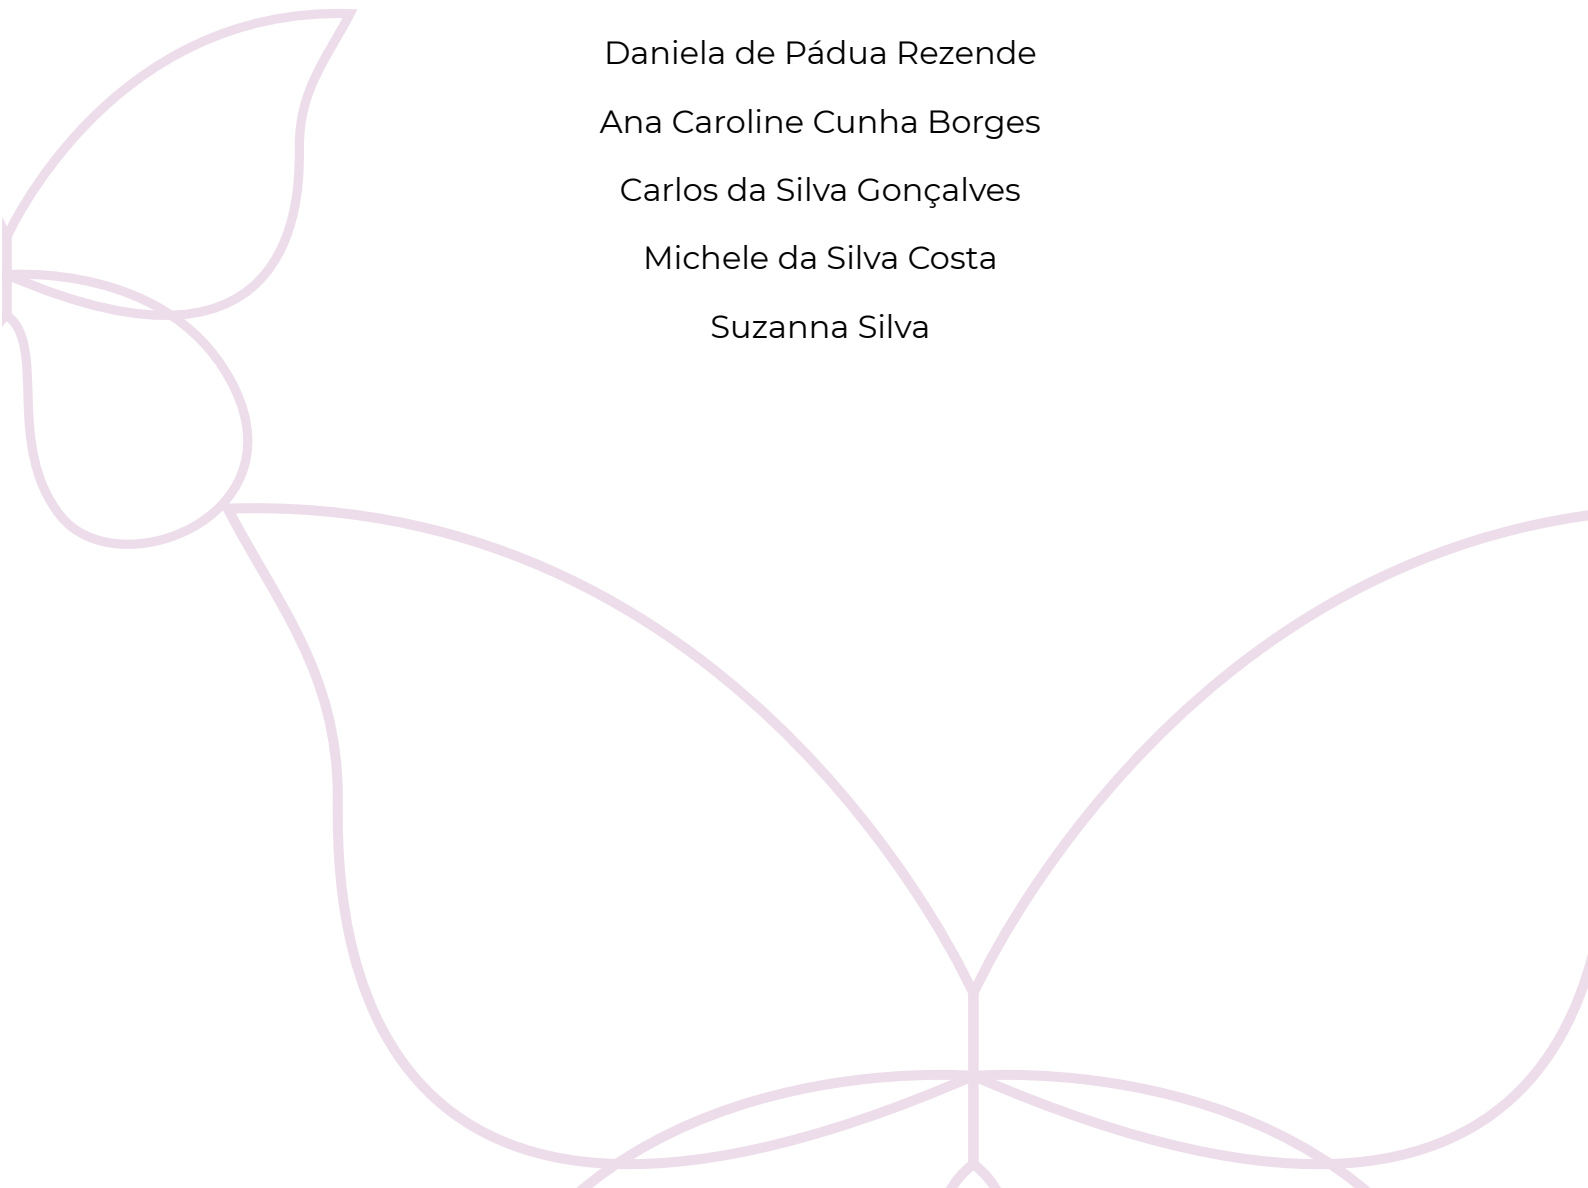 Daniela de Pádua Rezende
Ana Caroline Cunha Borges
Carlos da Silva Gonçalves
Michele da Silva Costa
Suzanna Silva